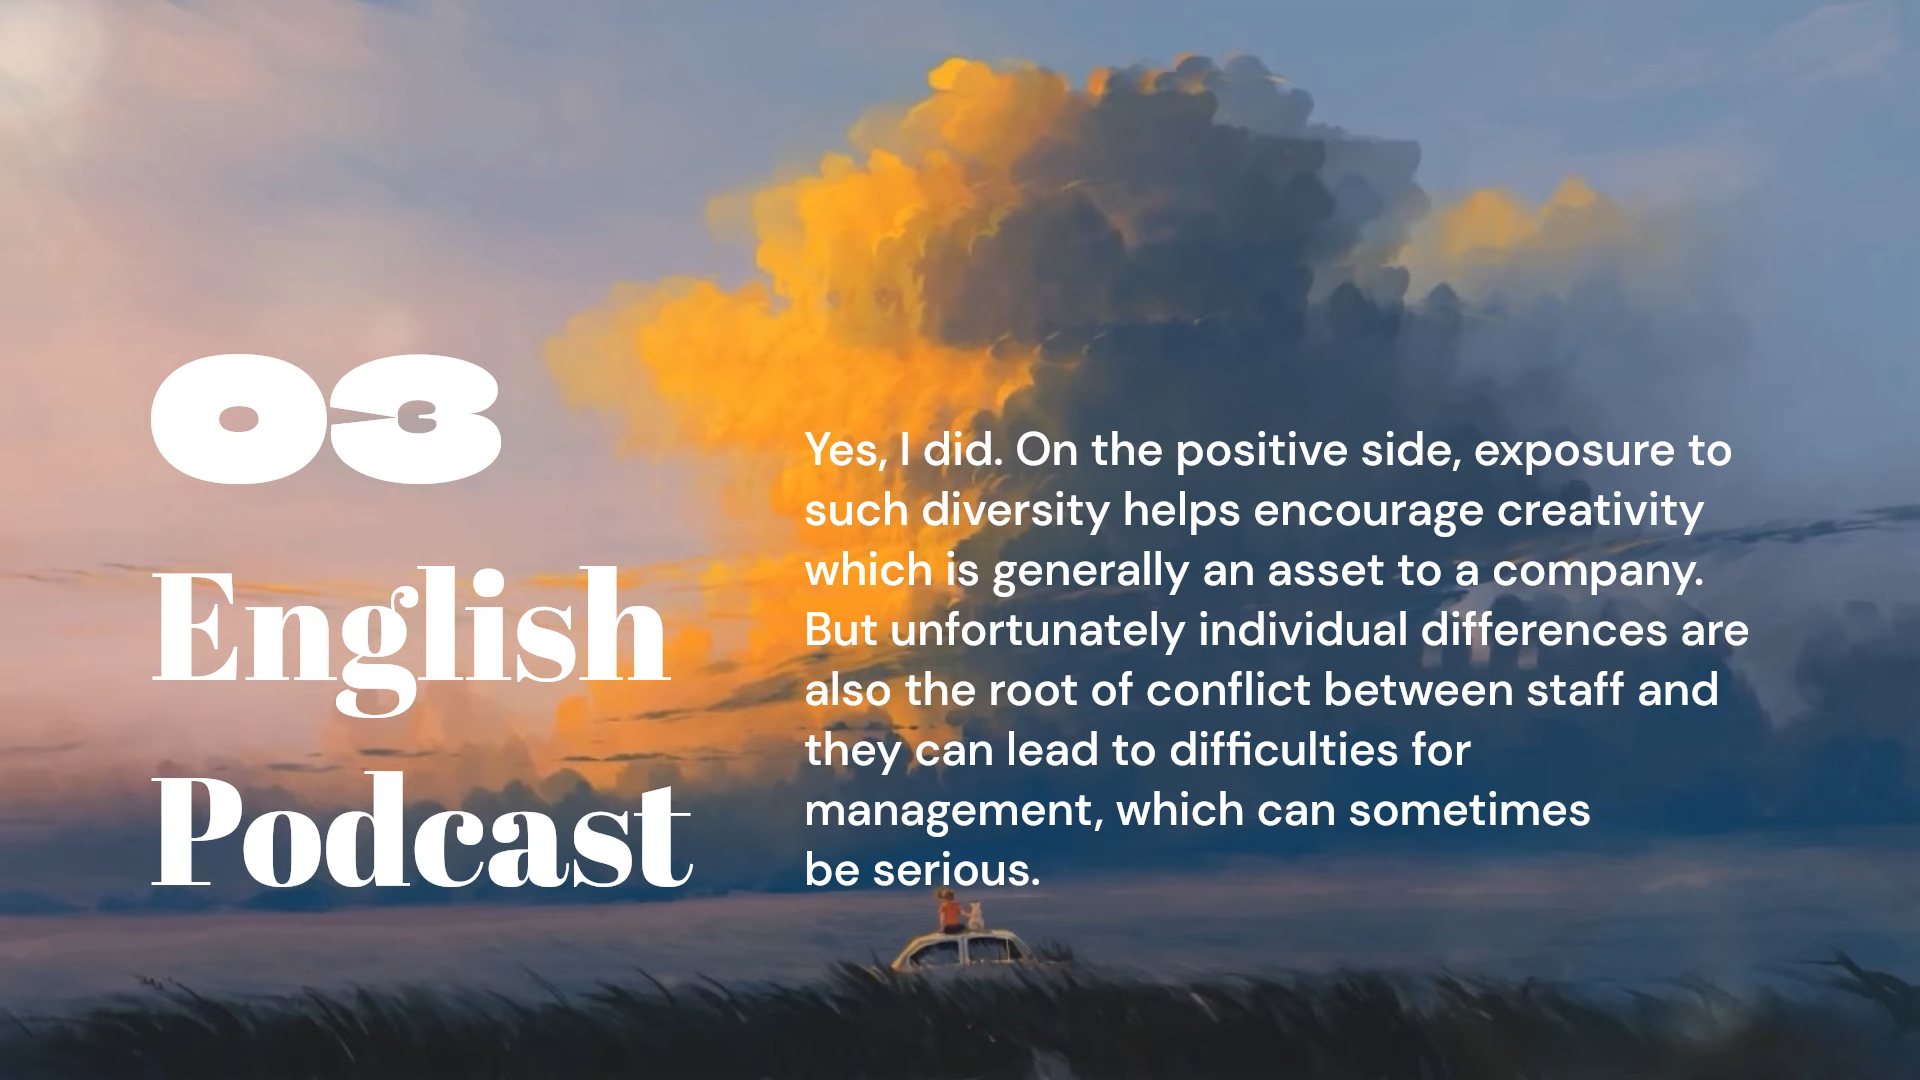 03
English
Podcast
Yes, I did. On the positive side, exposure to
such diversity helps encourage creativity
which is generally an asset to a company.
But unfortunately individual differences are
also the root of conflict between staff and
they can lead to difficulties for
management, which can sometimes
be serious.